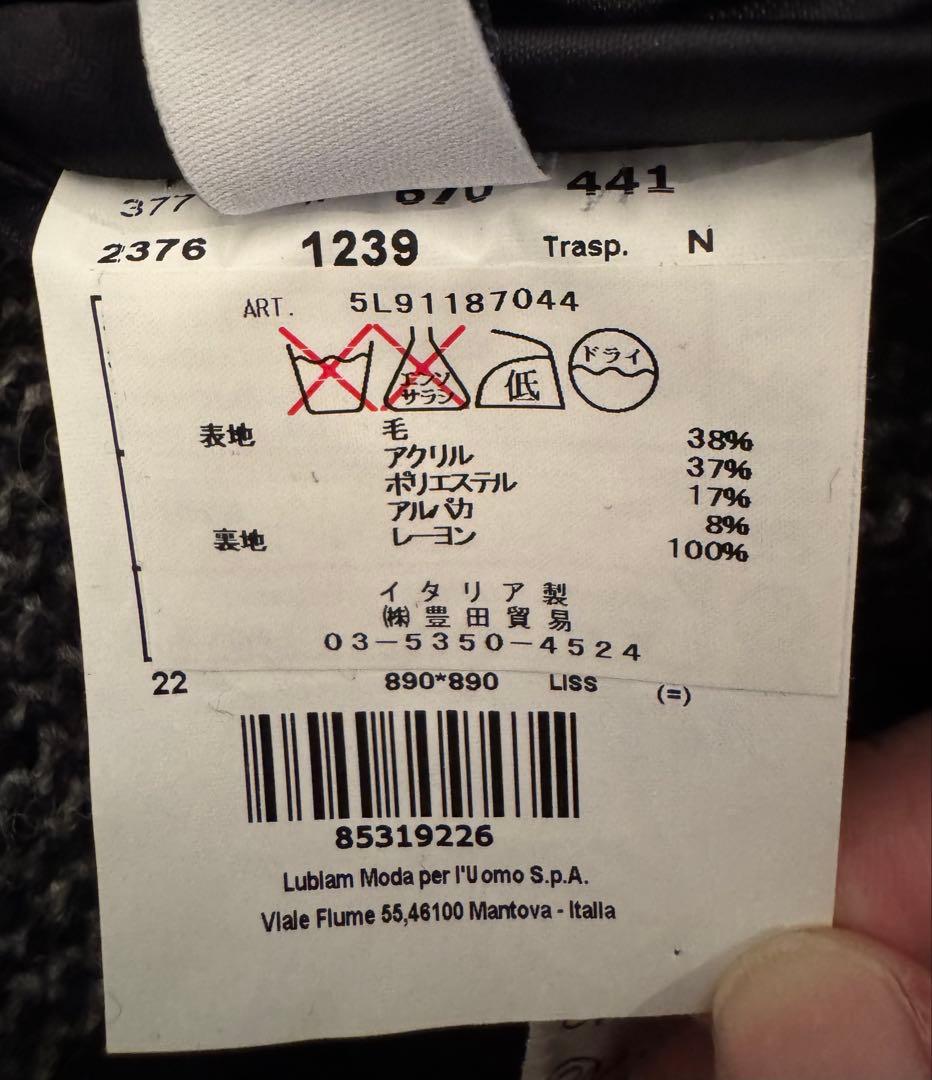 377 670 441
2376 1239 Trasp. N
ART. 5L91187044
エンソ サラシ 低 ドライ
表地 毛 38%
アクリル 37%
ポリエステル 17%
アルパカ 8%
裏地 レーヨン 100%
イタリア製
㈱豊田貿易
03-5350-4524
22 890*890 LISS (=)
85319226
Lubiam Moda per l'Uomo S.p.A.
Viale Fiume 55,46100 Mantova - Italia